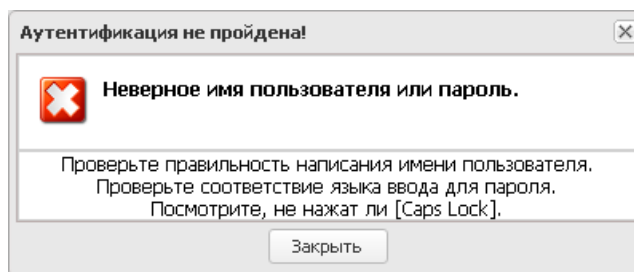 Аутентификация не пройдена!
Неверное имя пользователя или пароль.
Проверьте правильность написания имени пользователя.
Проверьте соответствие языка ввода для пароля.
Посмотрите, не нажат ли [Caps Lock].
Закрыть